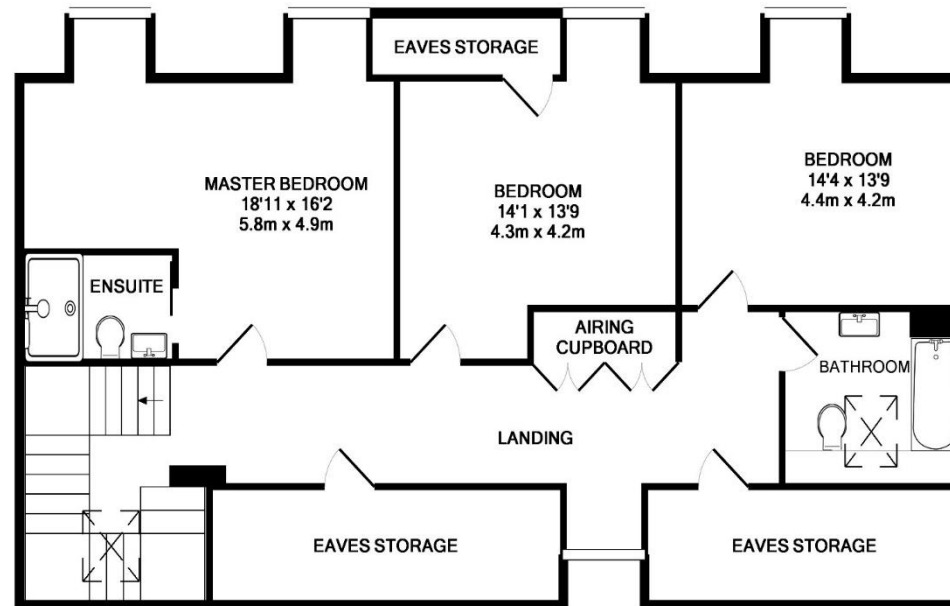 EAVES STORAGE
MASTER BEDROOM
18'11 x 16'2
5.8m x 4.9m
BEDROOM
14'1 x 13'9
4.3m x 4.2m
BEDROOM
14'4 x 13'9
4.4m x 4.2m
ENSUITE
AIRING
CUPBOARD
BATHROOM
LANDING
EAVES STORAGE
EAVES STORAGE